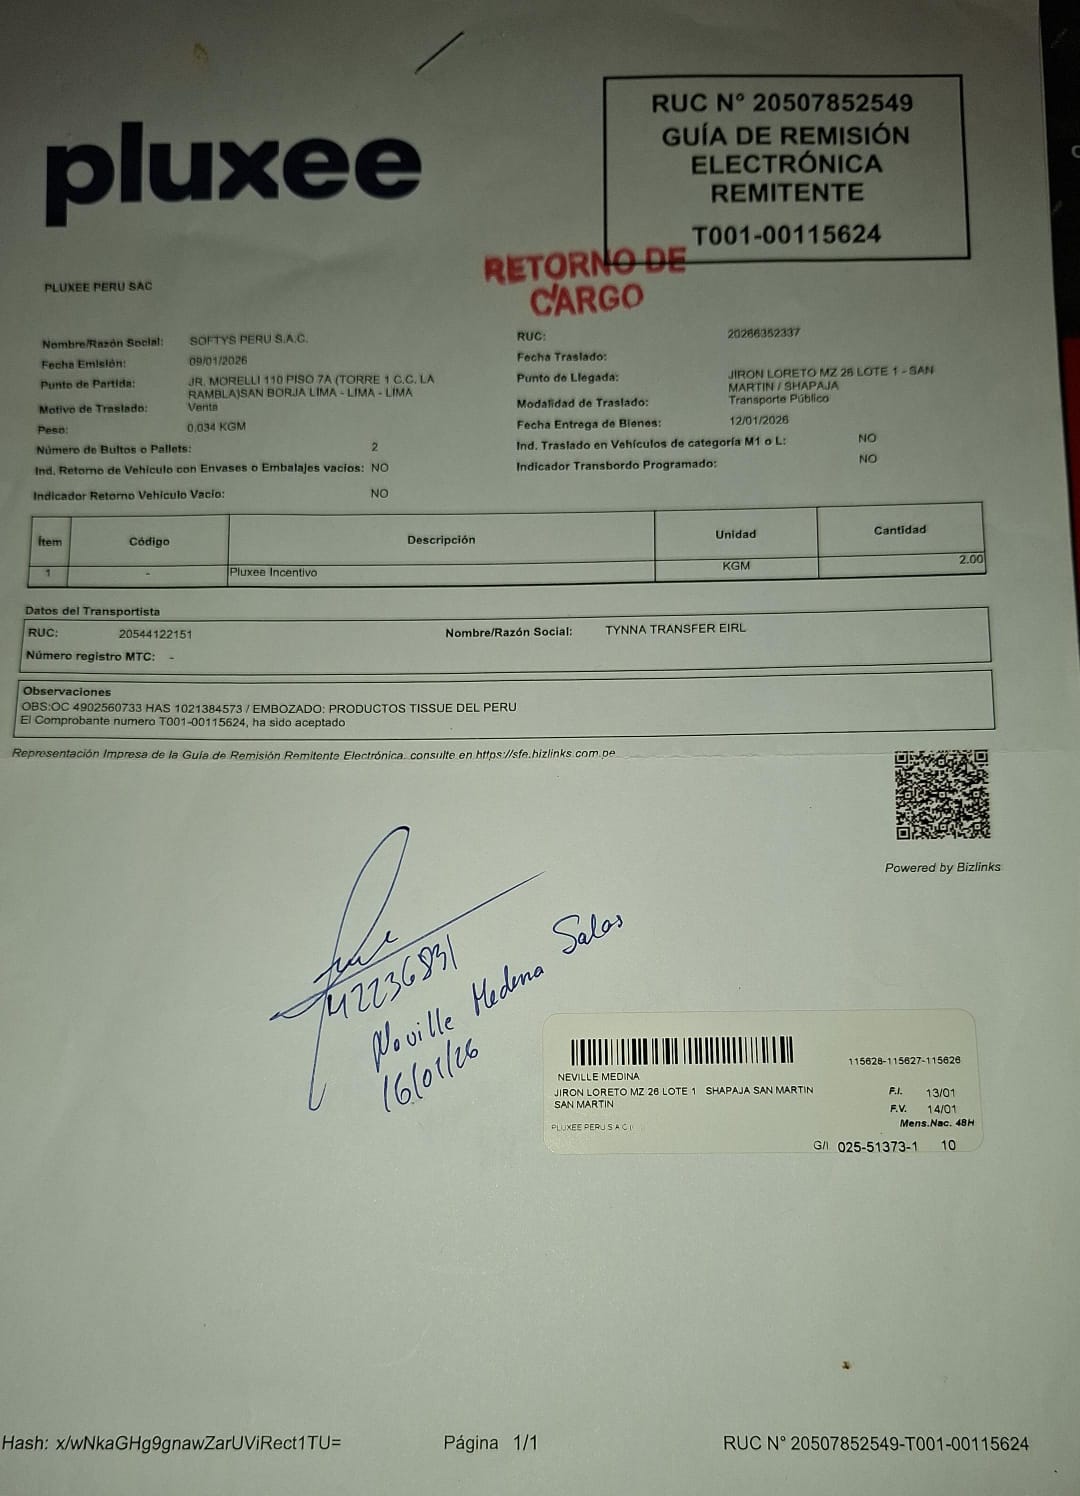 pluxee
RUC N° 20507852549
GUÍA DE REMISIÓN
ELECTRÓNICA
REMITENTE
T001-00115624
RETORNO DE
CARGO
PLUXEE PERU SAC
Nombre/Razón Social: SOFTYS PERU S.A.C.
Fecha Emisión: 09/01/2026
Punto de Partida: JR. MORELLI 110 PISO 7A (TORRE 1 C.C. LA
RAMBLA)SAN BORJA LIMA - LIMA - LIMA
Motivo de Traslado: Venta
Peso: 0.034 KGM
Número de Bultos o Pallets: 2
Ind. Retorno de Vehículo con Envases o Embalajes vacíos: NO
Indicador Retorno Vehículo Vacío: NO
RUC: 20266352337
Fecha Traslado:
Punto de Llegada: JIRON LORETO MZ 26 LOTE 1 - SAN
MARTIN / SHAPAJA
Modalidad de Traslado: Transporte Público
Fecha Entrega de Bienes: 12/01/2026
Ind. Traslado en Vehículos de categoría M1 o L: NO
Indicador Transbordo Programado: NO
Ítem Código Descripción Unidad Cantidad
1 - Pluxee Incentivo KGM 2.00
Datos del Transportista
RUC: 20544122151 Nombre/Razón Social: TYNNA TRANSFER EIRL
Número registro MTC: -
Observaciones
OBS:OC 4902560733 HAS 1021384573 / EMBOZADO: PRODUCTOS TISSUE DEL PERU
El Comprobante numero T001-00115624, ha sido aceptado
Representación Impresa de la Guía de Remisión Remitente Electrónica, consulte en https://sfe.bizlinks.com.pe
Powered by Bizlinks
42236831
Neville Medina Salas
16/01/26
115628-115627-115626
NEVILLE MEDINA
JIRON LORETO MZ 26 LOTE 1 SHAPAJA SAN MARTIN
SAN MARTIN
F.I. 13/01
F.V. 14/01
Mens.Nac. 48H
PLUXEE PERU S A C (
G/I 025-51373-1 10
Hash: x/wNkaGHg9gnawZarUViRect1TU=
Página 1/1
RUC N° 20507852549-T001-00115624